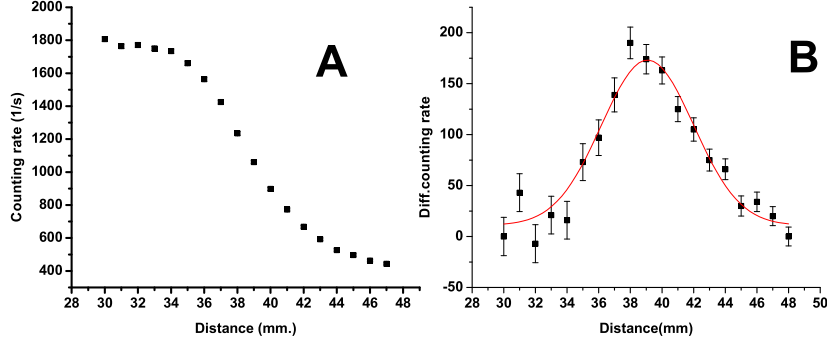 2000
1800
1600
1400
1200
1000
800
600
400
28 30 32 34 36 38 40 42 44 46 48
Counting rate (1/s)
Distance (mm.)
A
200
150
100
50
0
-50
28 30 32 34 36 38 40 42 44 46 48 50
Diff.counting rate
Distance(mm)
B